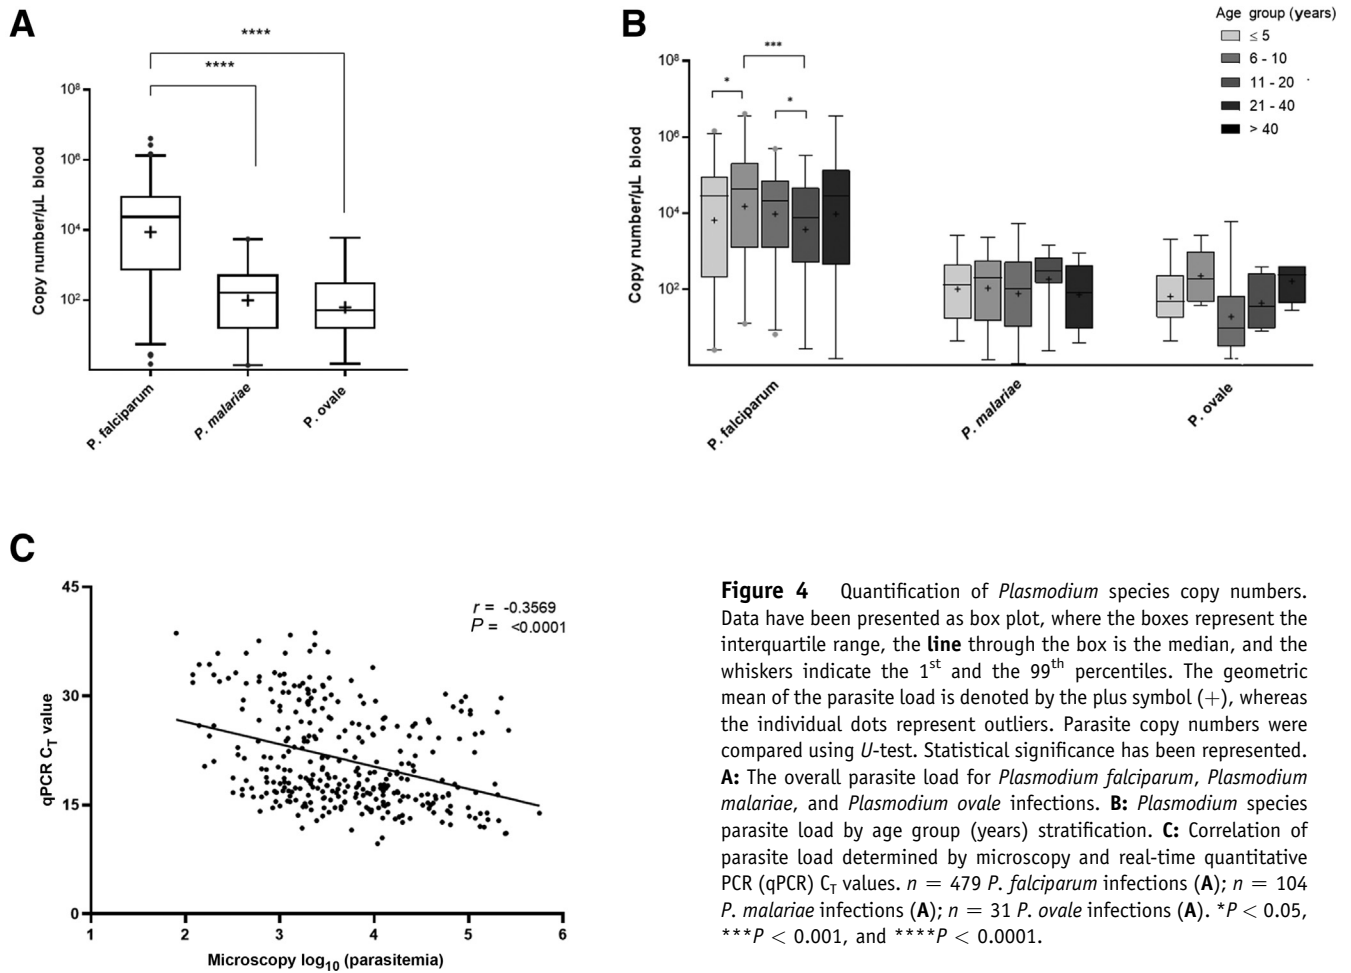 A
****
****
10⁸
10⁶
10⁴
10²
Copy number/µL blood
P. falciparum
P. malariae
P. ovale
B
Age group (years)
≤ 5
6 - 10
11 - 20
21 - 40
> 40
***
*
*
10⁸
10⁶
10⁴
10²
Copy number/µL blood
P. falciparum
P. malariae
P. ovale
C
45
30
15
0
qPCR C_T value
r = -0.3569
P = <0.0001
1 2 3 4 5 6
Microscopy log₁₀ (parasitemia)
Figure 4 Quantification of Plasmodium species copy numbers.
Data have been presented as box plot, where the boxes represent the
interquartile range, the line through the box is the median, and the
whiskers indicate the 1st and the 99th percentiles. The geometric
mean of the parasite load is denoted by the plus symbol (+), whereas
the individual dots represent outliers. Parasite copy numbers were
compared using U-test. Statistical significance has been represented.
A: The overall parasite load for Plasmodium falciparum, Plasmodium
malariae, and Plasmodium ovale infections. B: Plasmodium species
parasite load by age group (years) stratification. C: Correlation of
parasite load determined by microscopy and real-time quantitative
PCR (qPCR) C_T values. n = 479 P. falciparum infections (A); n = 104
P. malariae infections (A); n = 31 P. ovale infections (A). *P < 0.05,
***P < 0.001, and ****P < 0.0001.